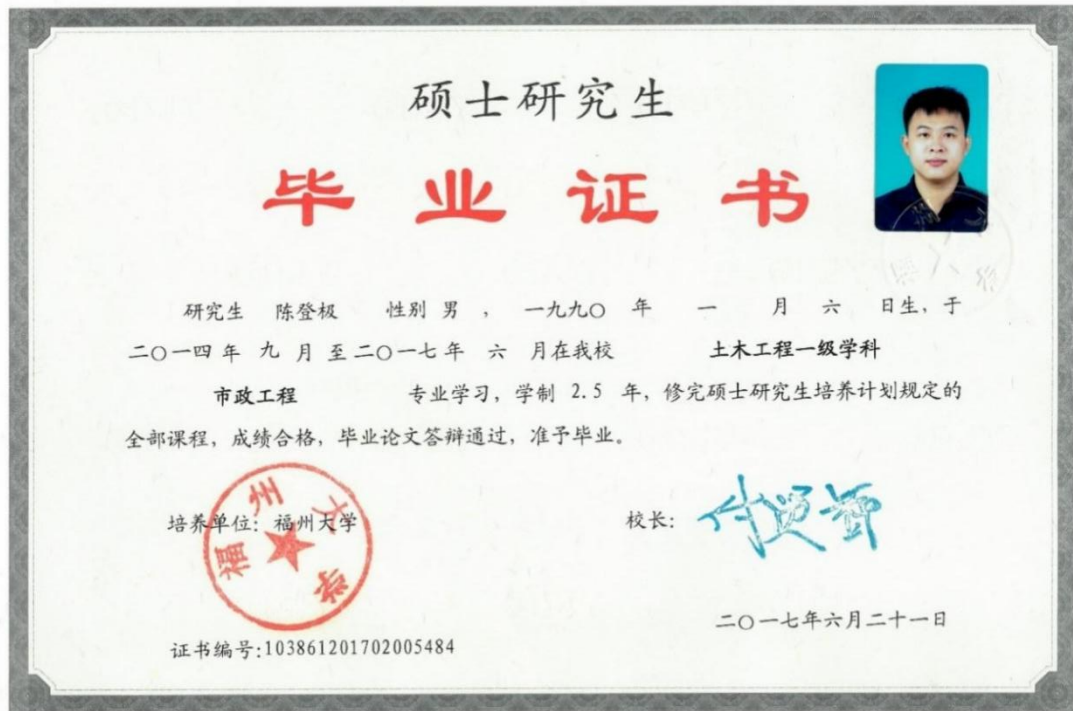 硕士研究生
毕业证书
研究生 陈登极 性别 男 , 一九九〇 年 一 月 六 日生, 于
二〇一四 年 九 月 至 二〇一七 年 六 月在我校 土木工程一级学科
市政工程 专业学习, 学制 2.5 年, 修完硕士研究生培养计划规定的
全部课程, 成绩合格, 毕业论文答辩通过, 准予毕业。
培养单位: 福州大学
福州大学
校长:
二〇一七年六月二十一日
证书编号:103861201702005484